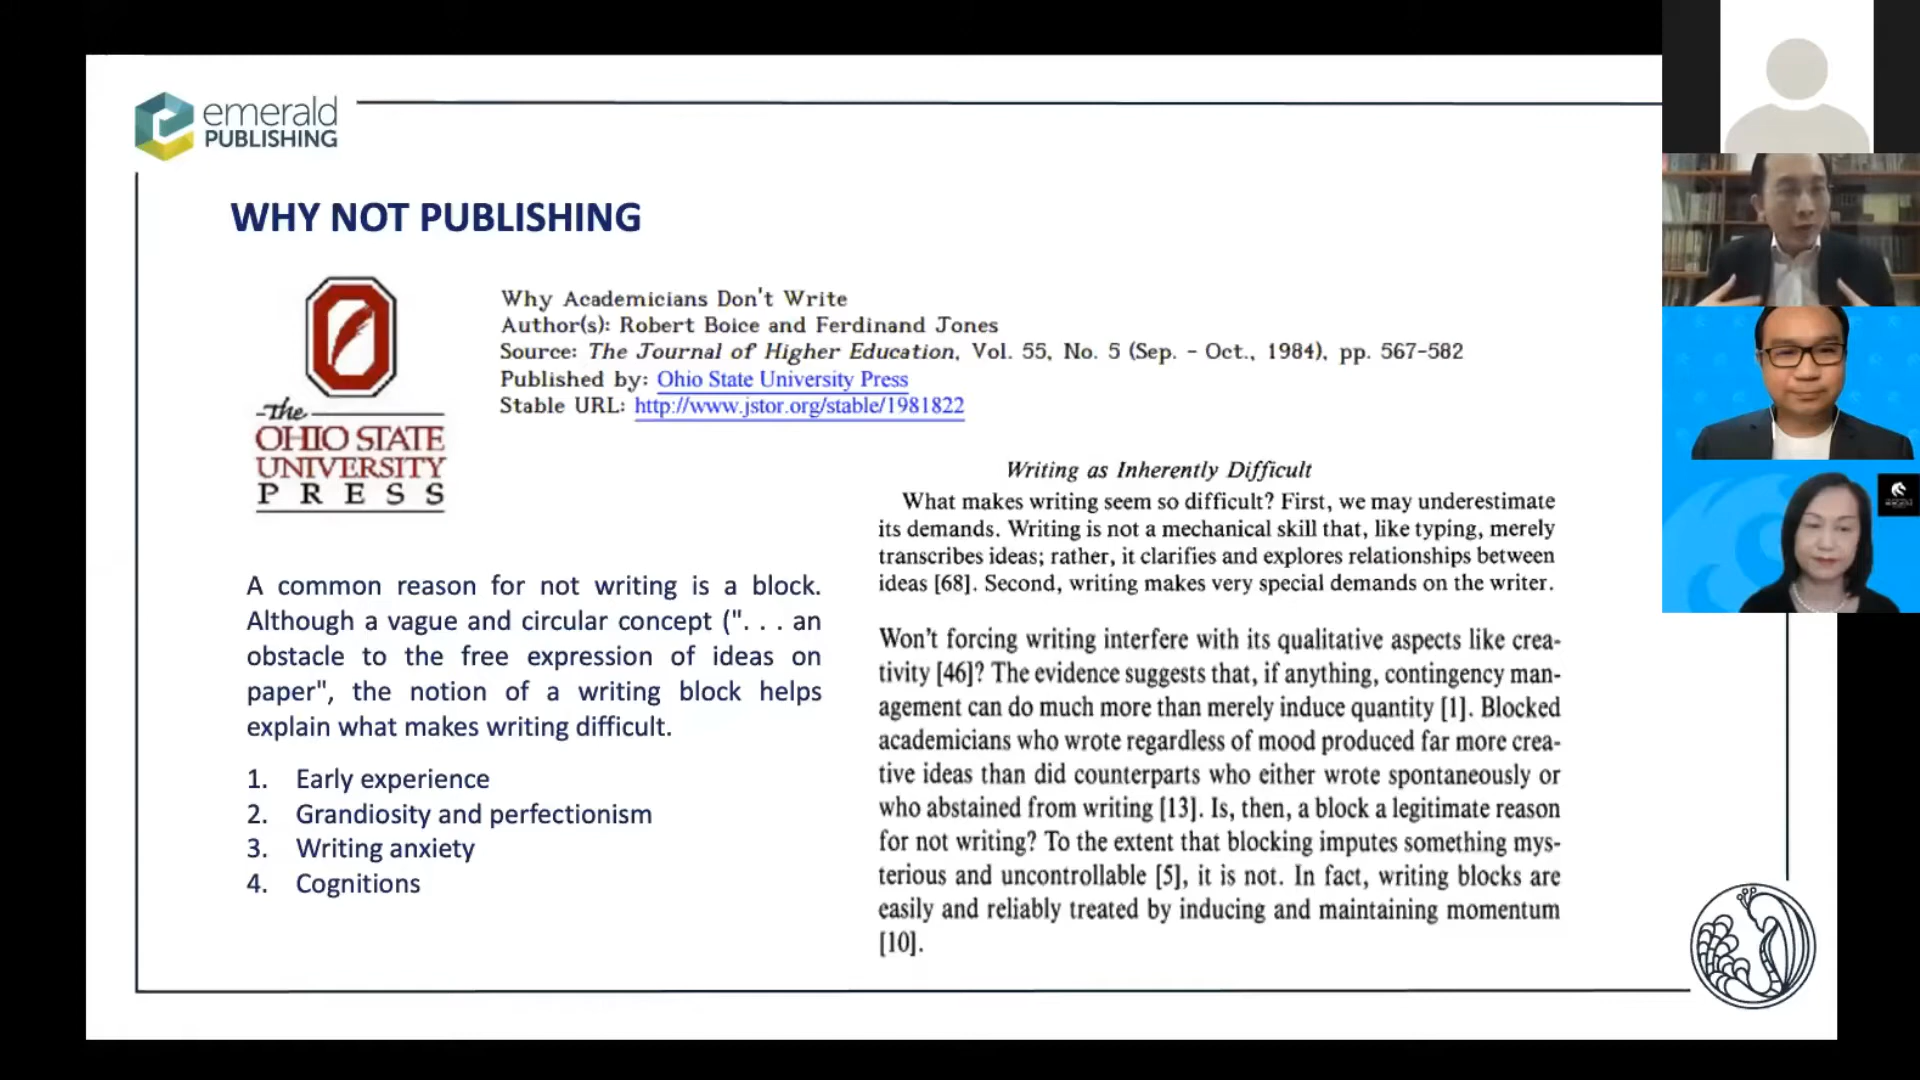 emerald
PUBLISHING
WHY NOT PUBLISHING
The
OHIO STATE
UNIVERSITY
PRESS
Why Academicians Don't Write
Author(s): Robert Boice and Ferdinand Jones
Source: The Journal of Higher Education, Vol. 55, No. 5 (Sep. - Oct., 1984), pp. 567-582
Published by: Ohio State University Press
Stable URL: http://www.jstor.org/stable/1981822
A common reason for not writing is a block.
Although a vague and circular concept (". . . an
obstacle to the free expression of ideas on
paper", the notion of a writing block helps
explain what makes writing difficult.
1. Early experience
2. Grandiosity and perfectionism
3. Writing anxiety
4. Cognitions
Writing as Inherently Difficult
What makes writing seem so difficult? First, we may underestimate
its demands. Writing is not a mechanical skill that, like typing, merely
transcribes ideas; rather, it clarifies and explores relationships between
ideas [68]. Second, writing makes very special demands on the writer.
Won't forcing writing interfere with its qualitative aspects like crea-
tivity [46]? The evidence suggests that, if anything, contingency man-
agement can do much more than merely induce quantity [1]. Blocked
academicians who wrote regardless of mood produced far more crea-
tive ideas than did counterparts who either wrote spontaneously or
who abstained from writing [13]. Is, then, a block a legitimate reason
for not writing? To the extent that blocking imputes something mys-
terious and uncontrollable [5], it is not. In fact, writing blocks are
easily and reliably treated by inducing and maintaining momentum
[10].